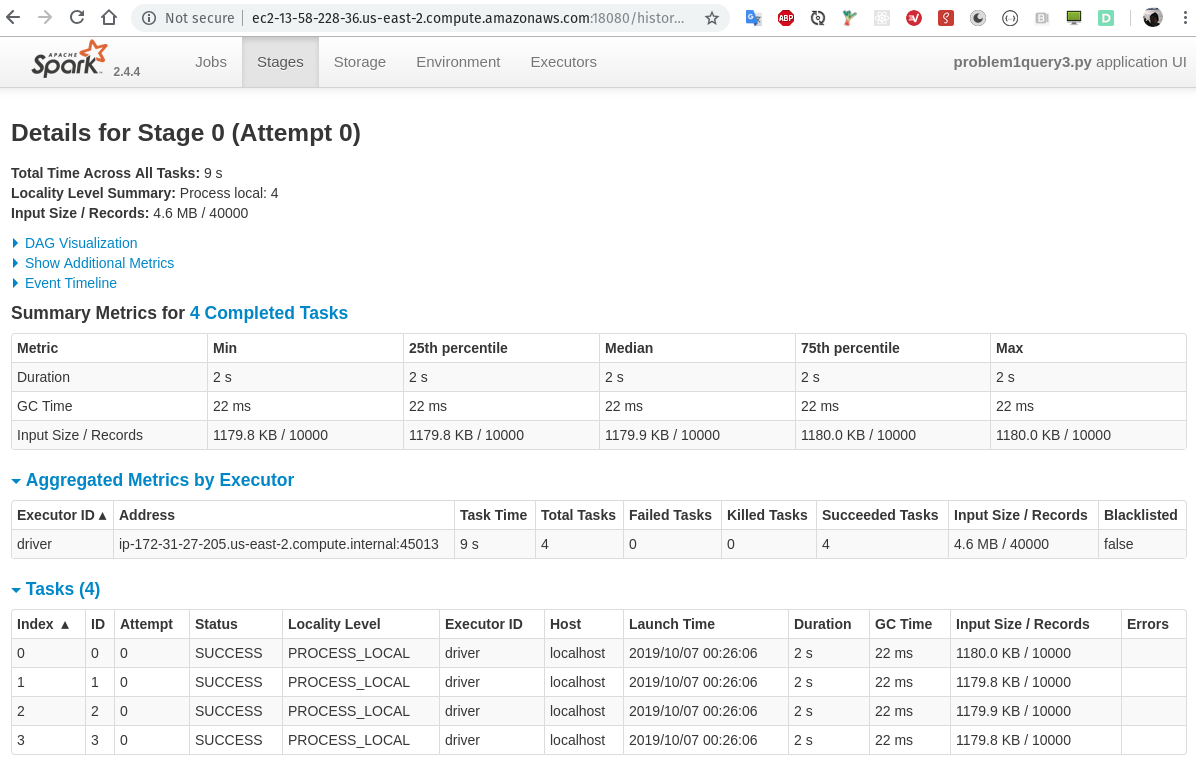 Not secure | ec2-13-58-228-36.us-east-2.compute.amazonaws.com:18080/histor...
APACHE Spark 2.4.4 Jobs Stages Storage Environment Executors problem1query3.py application UI
Details for Stage 0 (Attempt 0)
Total Time Across All Tasks: 9 s
Locality Level Summary: Process local: 4
Input Size / Records: 4.6 MB / 40000
DAG Visualization
Show Additional Metrics
Event Timeline
Summary Metrics for 4 Completed Tasks
Metric Min 25th percentile Median 75th percentile Max
Duration 2 s 2 s 2 s 2 s 2 s
GC Time 22 ms 22 ms 22 ms 22 ms 22 ms
Input Size / Records 1179.8 KB / 10000 1179.8 KB / 10000 1179.9 KB / 10000 1180.0 KB / 10000 1180.0 KB / 10000
Aggregated Metrics by Executor
Executor ID ▲ Address Task Time Total Tasks Failed Tasks Killed Tasks Succeeded Tasks Input Size / Records Blacklisted
driver ip-172-31-27-205.us-east-2.compute.internal:45013 9 s 4 0 0 4 4.6 MB / 40000 false
Tasks (4)
Index ▲ ID Attempt Status Locality Level Executor ID Host Launch Time Duration GC Time Input Size / Records Errors
0 0 0 SUCCESS PROCESS_LOCAL driver localhost 2019/10/07 00:26:06 2 s 22 ms 1180.0 KB / 10000
1 1 0 SUCCESS PROCESS_LOCAL driver localhost 2019/10/07 00:26:06 2 s 22 ms 1179.8 KB / 10000
2 2 0 SUCCESS PROCESS_LOCAL driver localhost 2019/10/07 00:26:06 2 s 22 ms 1179.9 KB / 10000
3 3 0 SUCCESS PROCESS_LOCAL driver localhost 2019/10/07 00:26:06 2 s 22 ms 1179.8 KB / 10000